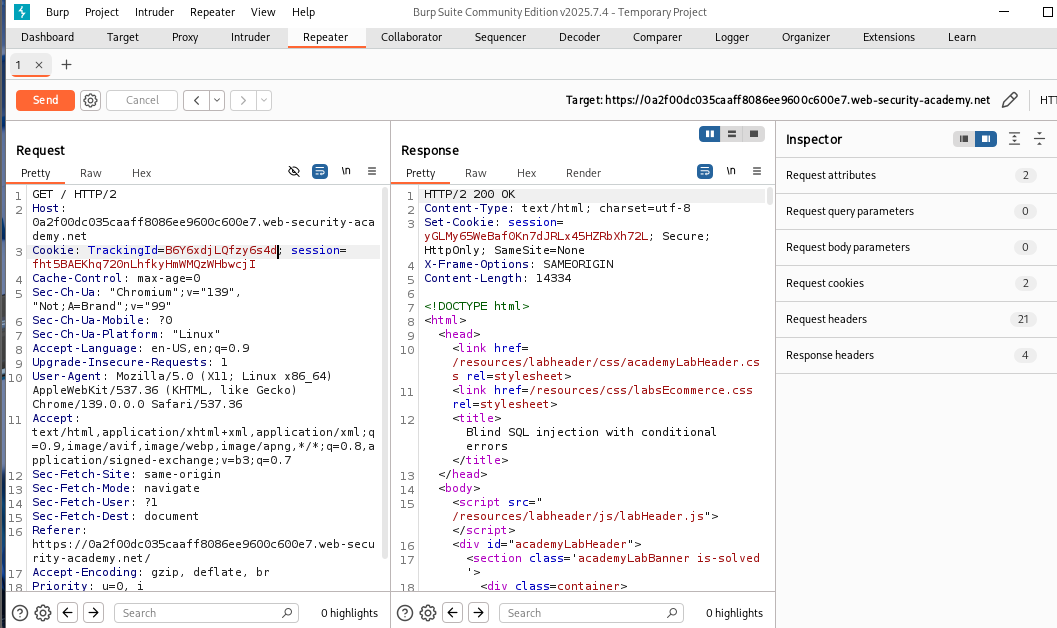 Burp Project Intruder Repeater View Help Burp Suite Community Edition v2025.7.4 - Temporary Project
Dashboard Target Proxy Intruder Repeater Collaborator Sequencer Decoder Comparer Logger Organizer Extensions Learn
1 × +
Send Cancel < > Target: https://0a2f00dc035caaff8086ee9600c600e7.web-security-academy.net HTT
Request
Pretty Raw Hex \n
1 GET / HTTP/2
2 Host:
0a2f00dc035caaff8086ee9600c600e7.web-security-aca
demy.net
3 Cookie: TrackingId=B6Y6xdjLQfzy6s4d; session=
fht5BAEKhq720nLhfkyHmWMQzWHbwcjI
4 Cache-Control: max-age=0
5 Sec-Ch-Ua: "Chromium";v="139",
"Not;A=Brand";v="99"
6 Sec-Ch-Ua-Mobile: ?0
7 Sec-Ch-Ua-Platform: "Linux"
8 Accept-Language: en-US,en;q=0.9
9 Upgrade-Insecure-Requests: 1
10 User-Agent: Mozilla/5.0 (X11; Linux x86_64)
AppleWebKit/537.36 (KHTML, like Gecko)
Chrome/139.0.0.0 Safari/537.36
11 Accept:
text/html,application/xhtml+xml,application/xml;q
=0.9,image/avif,image/webp,image/apng,*/*;q=0.8,a
pplication/signed-exchange;v=b3;q=0.7
12 Sec-Fetch-Site: same-origin
13 Sec-Fetch-Mode: navigate
14 Sec-Fetch-User: ?1
15 Sec-Fetch-Dest: document
16 Referer:
https://0a2f00dc035caaff8086ee9600c600e7.web-secu
rity-academy.net/
17 Accept-Encoding: gzip, deflate, br
18 Priority: u=0, i
Search 0 highlights
Response
Pretty Raw Hex Render \n
1 HTTP/2 200 OK
2 Content-Type: text/html; charset=utf-8
3 Set-Cookie: session=
yGLMy65WeBafOKn7dJRLx45HZRbXh72L; Secure;
HttpOnly; SameSite=None
4 X-Frame-Options: SAMEORIGIN
5 Content-Length: 14334
6
7 <!DOCTYPE html>
8 <html>
9 <head>
10 <link href=
/resources/labheader/css/academyLabHeader.cs
s rel=stylesheet>
11 <link href=/resources/css/labsEcommerce.css
rel=stylesheet>
12 <title>
Blind SQL injection with conditional
errors
</title>
13 </head>
14 <body>
15 <script src="
/resources/labheader/js/labHeader.js">
</script>
16 <div id="academyLabHeader">
17 <section class='academyLabBanner is-solved
'>
18 <div class=container>
Search 0 highlights
Inspector
Request attributes 2
Request query parameters 0
Request body parameters 0
Request cookies 2
Request headers 21
Response headers 4